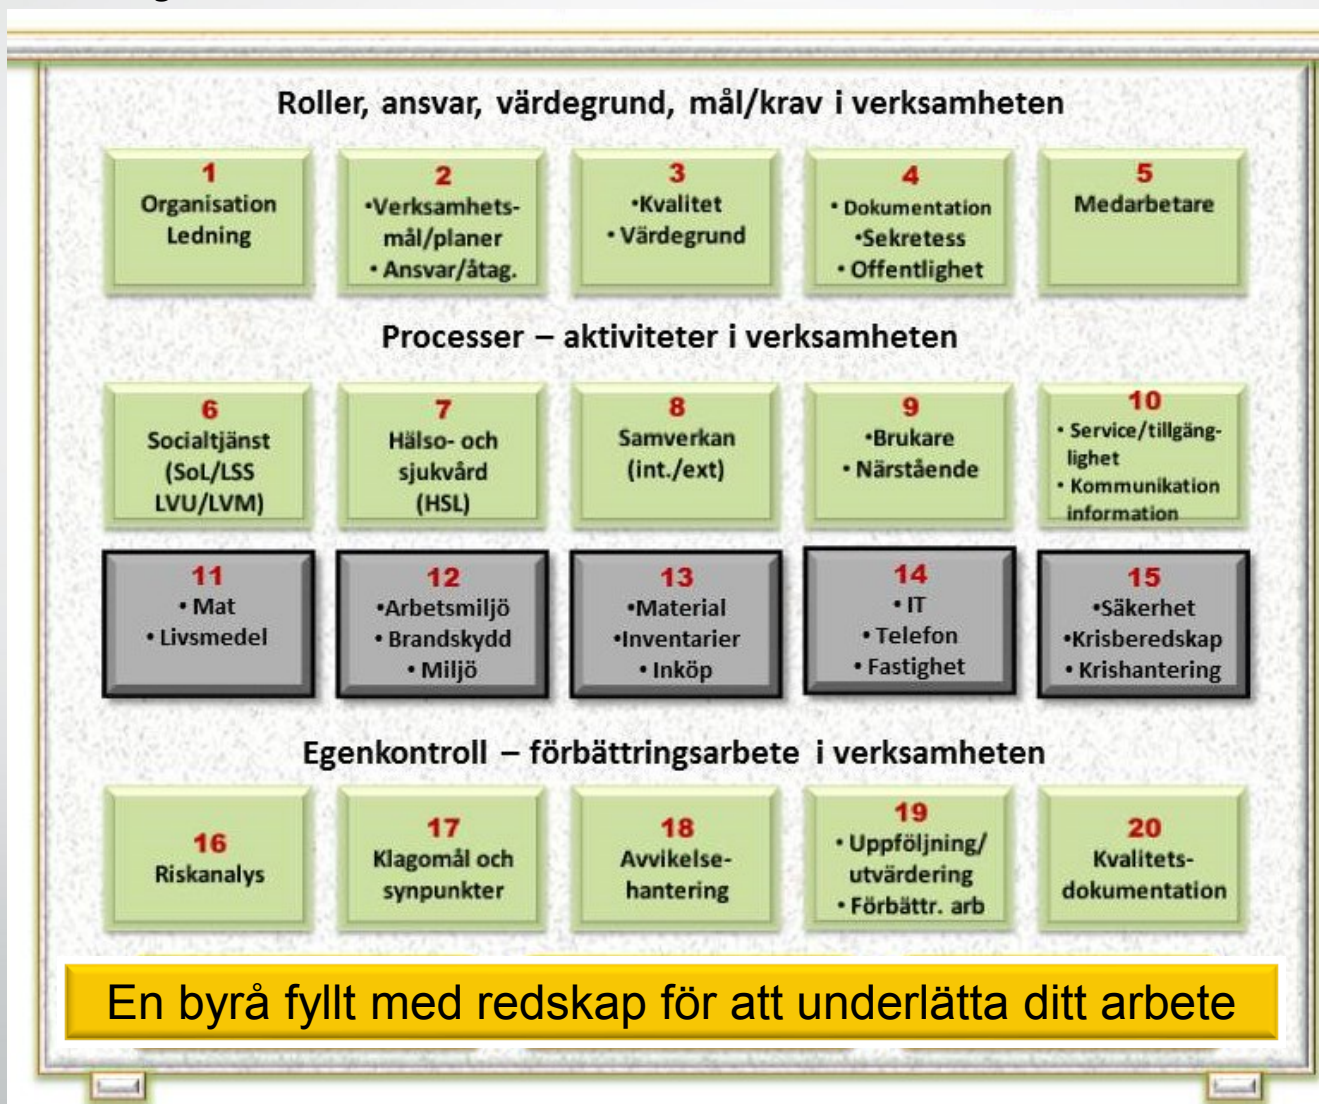 Roller, ansvar, värdegrund, mål/krav i verksamheten
1
Organisation
Ledning
2
•Verksamhets-
mål/planer
• Ansvar/åtag.
3
•Kvalitet
• Värdegrund
4
• Dokumentation
•Sekretess
• Offentlighet
5
Medarbetare
Processer – aktiviteter i verksamheten
6
Socialtjänst
(SoL/LSS
LVU/LVM)
7
Hälso- och
sjukvård
(HSL)
8
Samverkan
(int./ext)
9
•Brukare
• Närstående
10
• Service/tillgäng-
lighet
• Kommunikation
information
11
• Mat
• Livsmedel
12
•Arbetsmiljö
• Brandskydd
• Miljö
13
•Material
•Inventarier
• Inköp
14
• IT
• Telefon
• Fastighet
15
•Säkerhet
•Krisberedskap
• Krishantering
Egenkontroll – förbättringsarbete i verksamheten
16
Riskanalys
17
Klagomål och
synpunkter
18
Avvikelse-
hantering
19
• Uppföljning/
utvärdering
• Förbättr. arb
20
Kvalitets-
dokumentation
En byrå fyllt med redskap för att underlätta ditt arbete